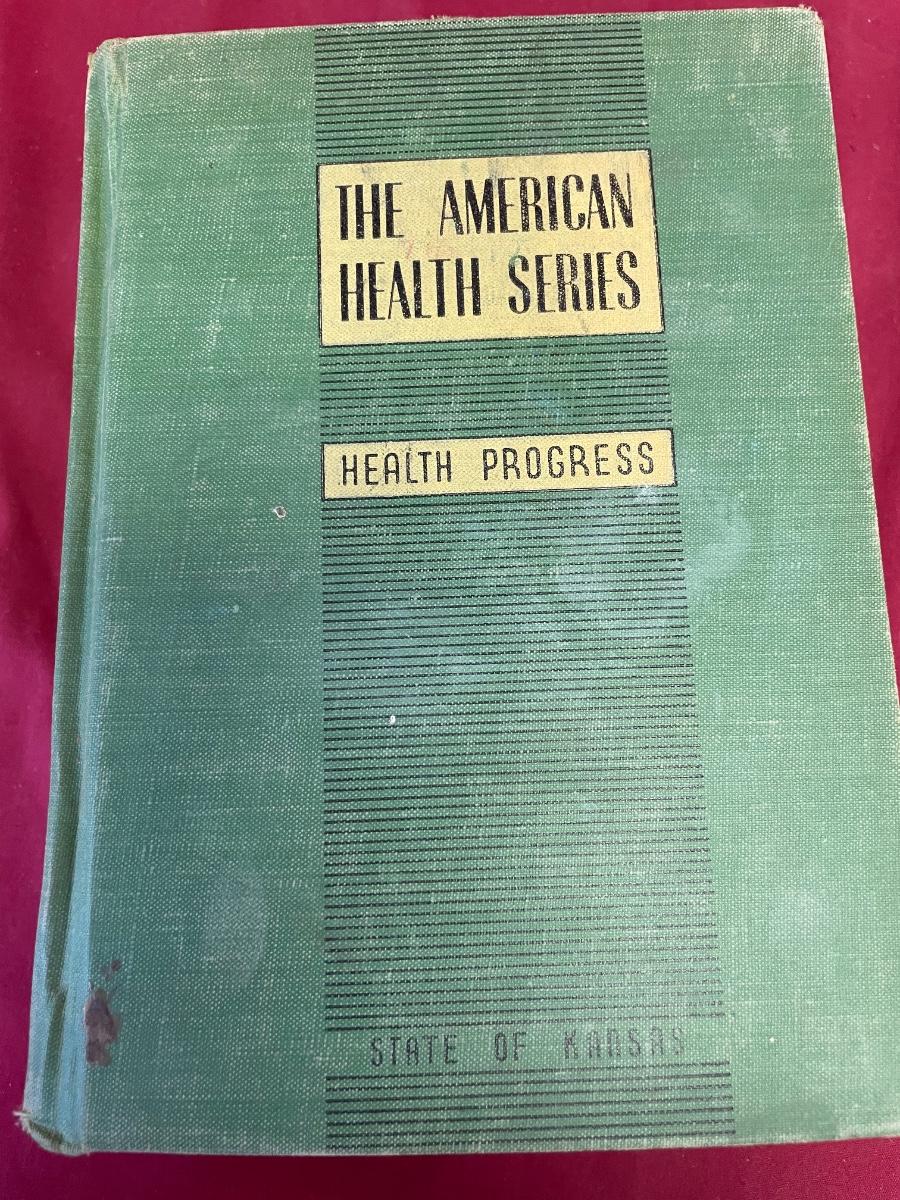 THE AMERICAN
HEALTH SERIES
HEALTH PROGRESS
STATE OF KANSAS